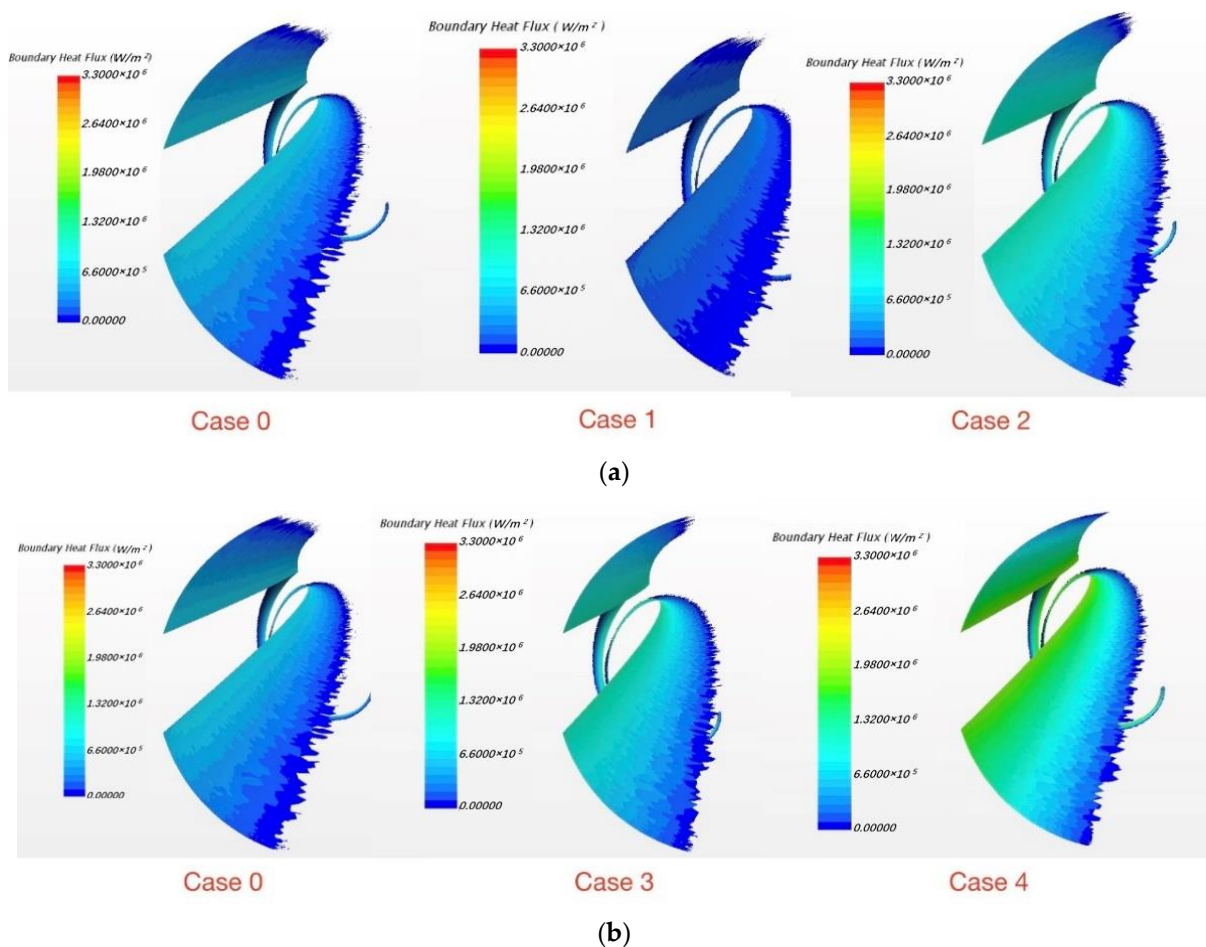 Boundary Heat Flux (W/m²)
3.3000×10⁶
2.6400×10⁶
1.9800×10⁶
1.3200×10⁶
6.6000×10⁵
0.00000
Case 0
Boundary Heat Flux ( W/m²)
3.3000×10⁶
2.6400×10⁶
1.9800×10⁶
1.3200×10⁶
6.6000×10⁵
0.00000
Case 1
Boundary Heat Flux (W/m²)
3.3000×10⁶
2.6400×10⁶
1.9800×10⁶
1.3200×10⁶
6.6000×10⁵
0.00000
Case 2
(a)
Boundary Heat Flux (W/m²)
3.3000×10⁶
2.6400×10⁶
1.9800×10⁶
1.3200×10⁶
6.6000×10⁵
0.00000
Case 0
Boundary Heat Flux (W/m²)
3.3000×10⁶
2.6400×10⁶
1.9800×10⁶
1.3200×10⁶
6.6000×10⁵
0.00000
Case 3
Boundary Heat Flux (W/m²)
3.3000×10⁶
2.6400×10⁶
1.9800×10⁶
1.3200×10⁶
6.6000×10⁵
0.00000
Case 4
(b)